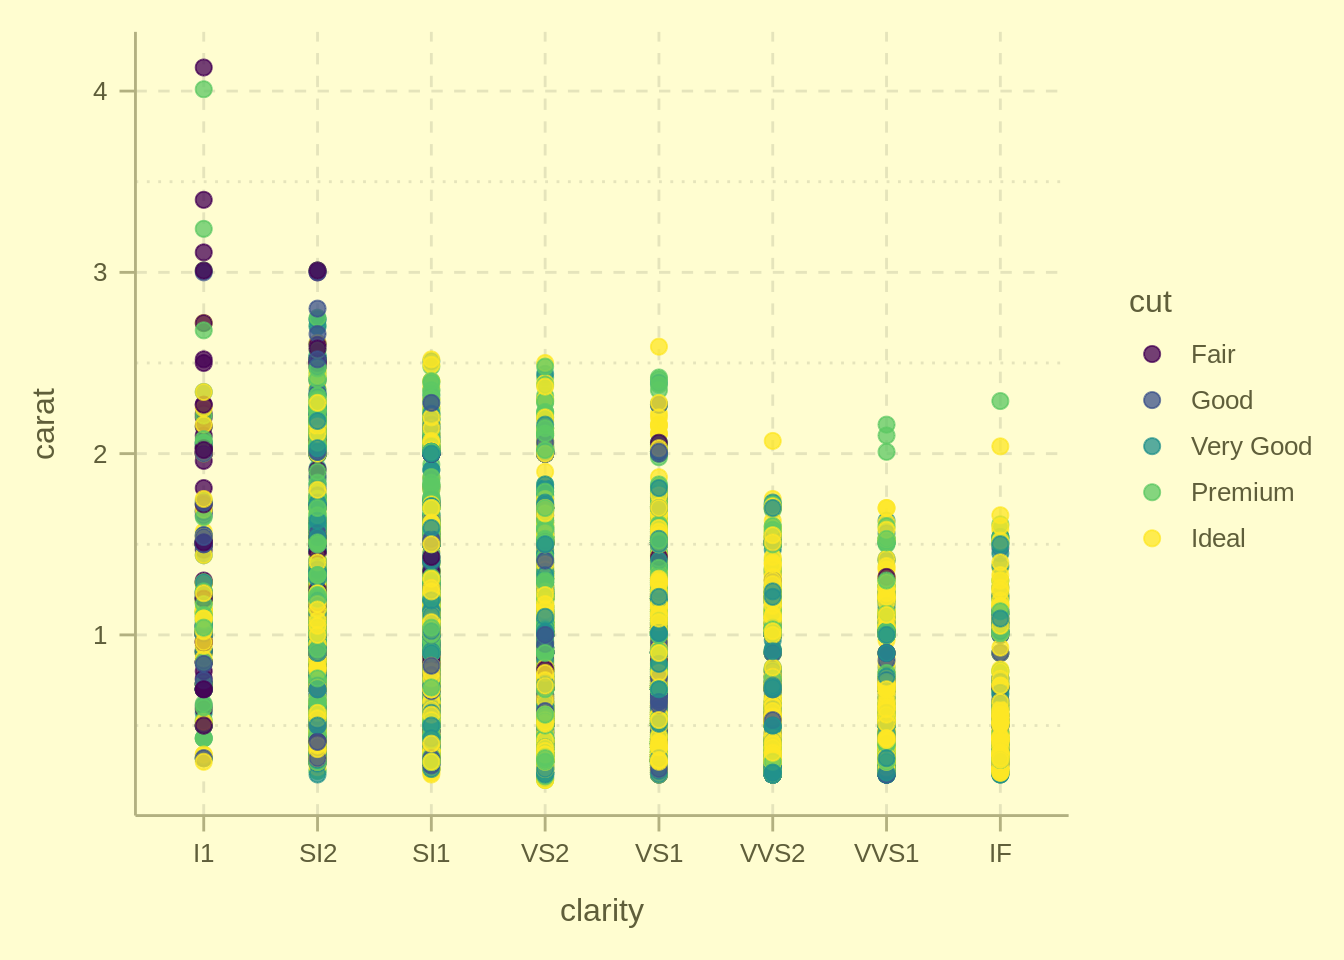 4
3
2
1
carat
I1
SI2
SI1
VS2
VS1
VVS2
VVS1
IF
clarity
cut
Fair
Good
Very Good
Premium
Ideal